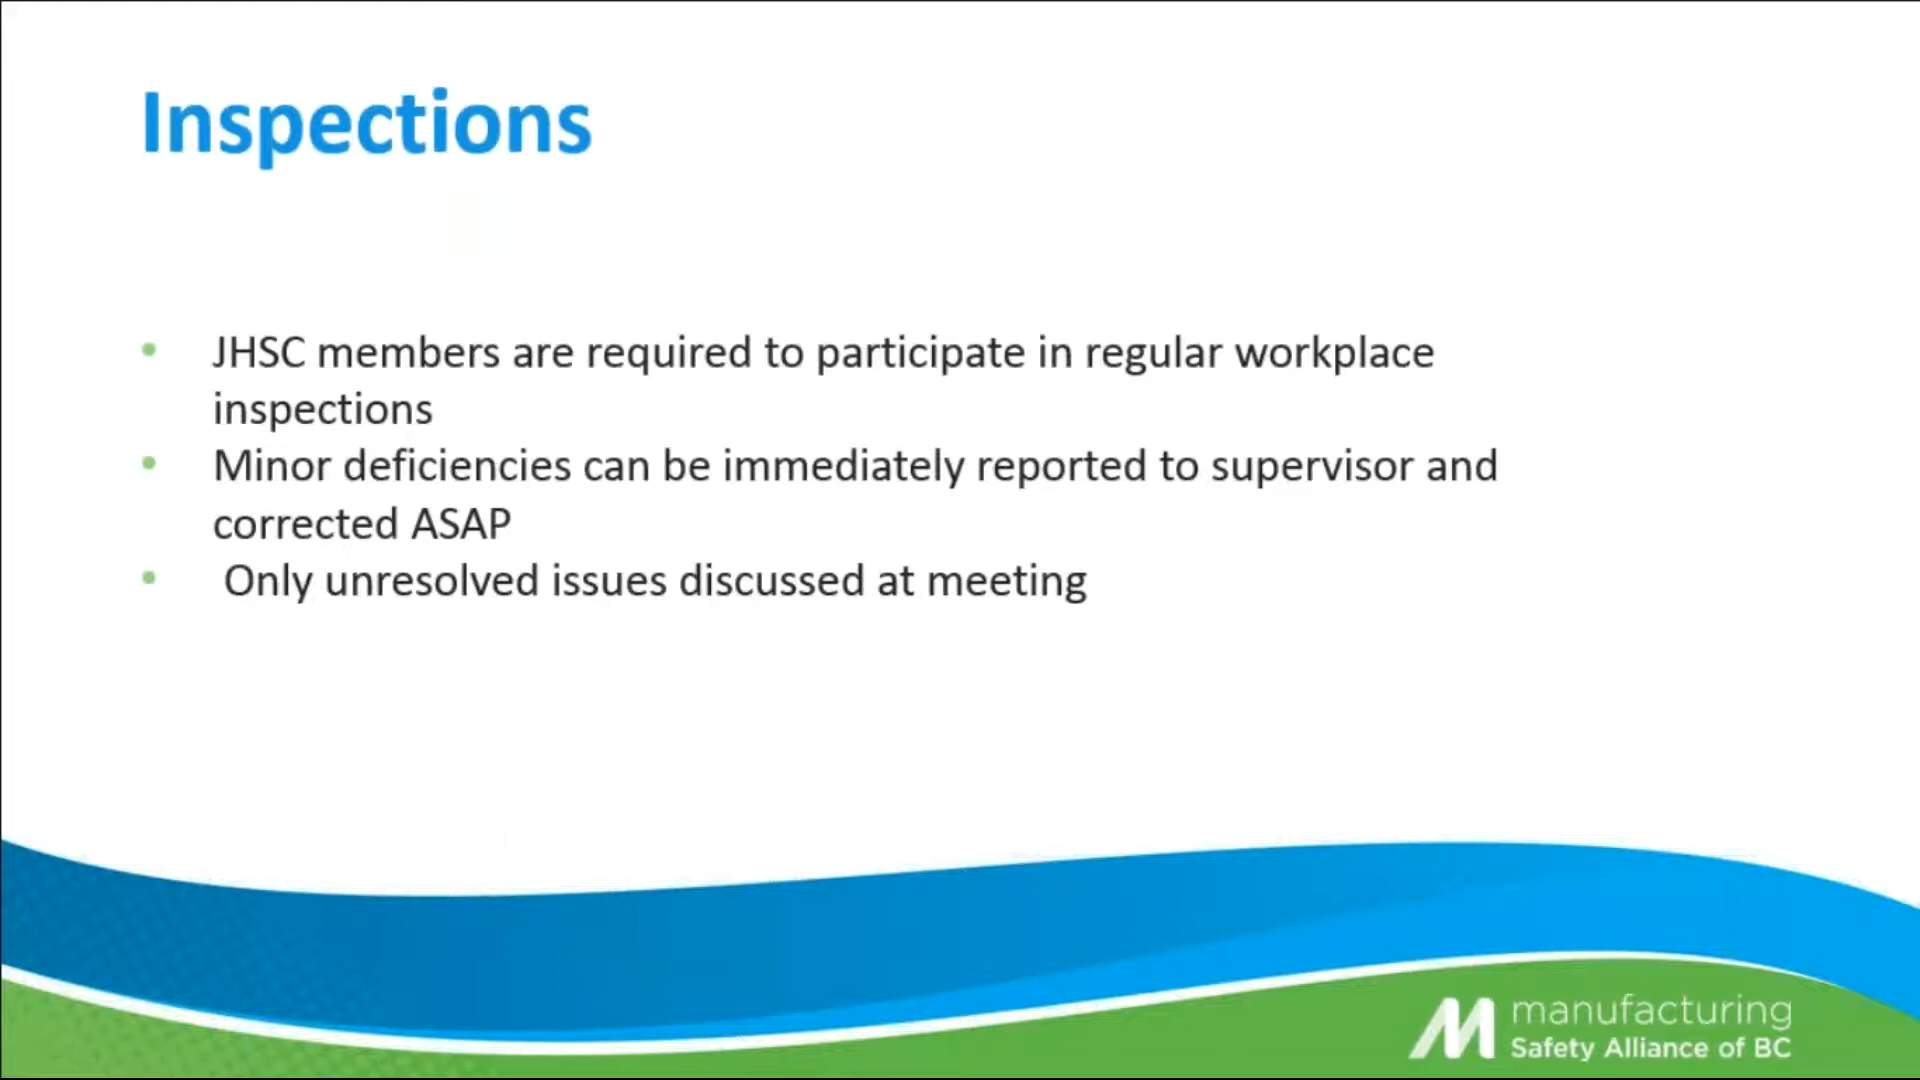 Inspections
• JHSC members are required to participate in regular workplace
inspections
• Minor deficiencies can be immediately reported to supervisor and
corrected ASAP
• Only unresolved issues discussed at meeting
manufacturing
Safety Alliance of BC